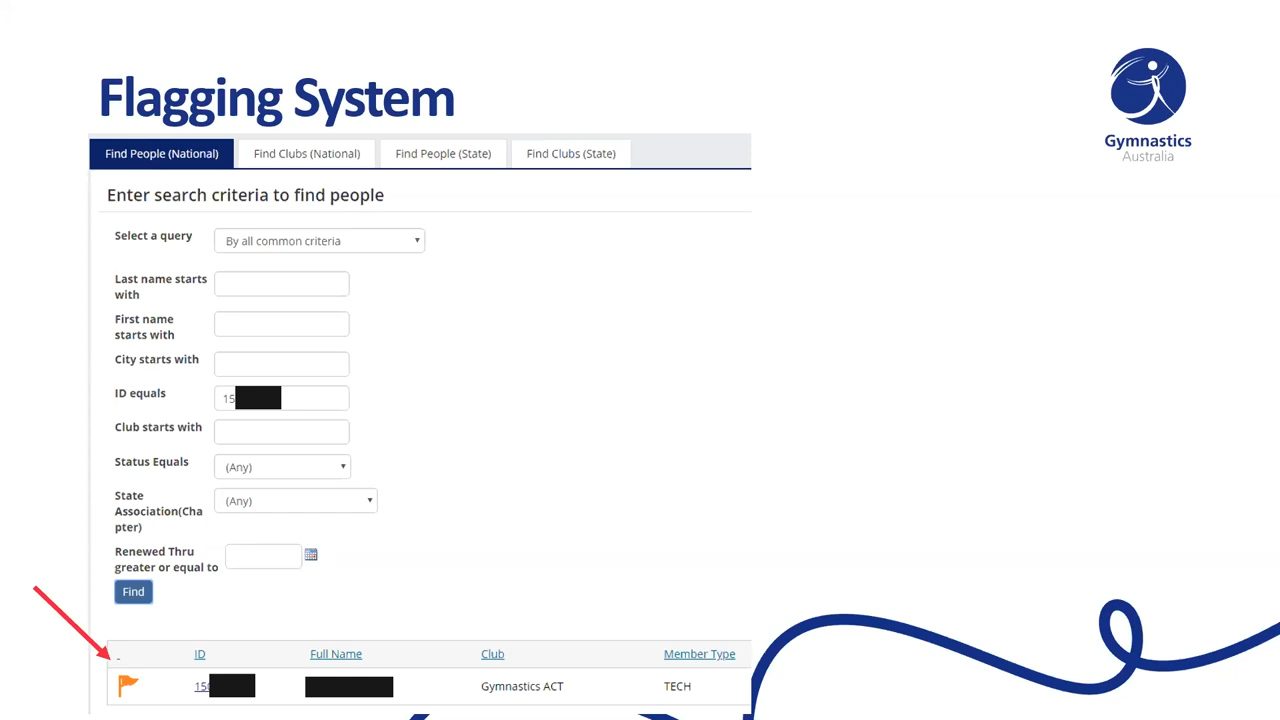 Flagging System
Gymnastics
Australia
Find People (National) Find Clubs (National) Find People (State) Find Clubs (State)
Enter search criteria to find people
Select a query By all common criteria
Last name starts
with
First name
starts with
City starts with
ID equals 15
Club starts with
Status Equals (Any)
State
Association(Cha
pter)
(Any)
Renewed Thru
greater or equal to
Find
ID Full Name Club Member Type
15 Gymnastics ACT TECH